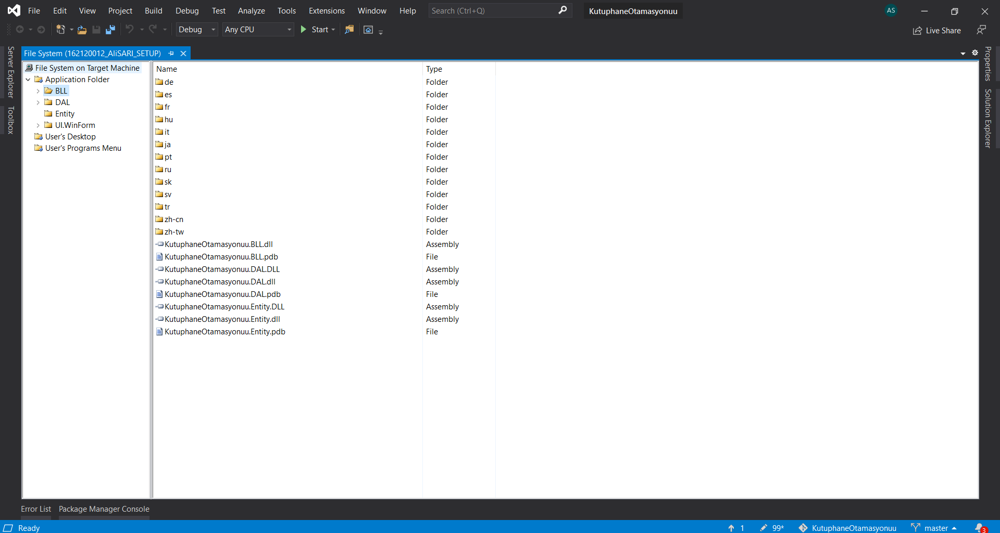 File Edit View Project Build Debug Test Analyze Tools Extensions Window Help Search (Ctrl+Q) KutuphaneOtamasyonuu AS
Debug Any CPU Start Live Share
Server Explorer
Toolbox
File System (162120012_AliSARI_SETUP)
File System on Target Machine
Application Folder
BLL
DAL
Entity
UI.WinForm
User's Desktop
User's Programs Menu
Name Type
de Folder
es Folder
fr Folder
hu Folder
it Folder
ja Folder
pt Folder
ru Folder
sk Folder
sv Folder
tr Folder
zh-cn Folder
zh-tw Folder
KutuphaneOtamasyonuu.BLL.dll Assembly
KutuphaneOtamasyonuu.BLL.pdb File
KutuphaneOtamasyonuu.DAL.DLL Assembly
KutuphaneOtamasyonuu.DAL.dll Assembly
KutuphaneOtamasyonuu.DAL.pdb File
KutuphaneOtamasyonuu.Entity.DLL Assembly
KutuphaneOtamasyonuu.Entity.dll Assembly
KutuphaneOtamasyonuu.Entity.pdb File
Properties
Solution Explorer
Error List Package Manager Console
Ready 1 99* KutuphaneOtamasyonuu master 3